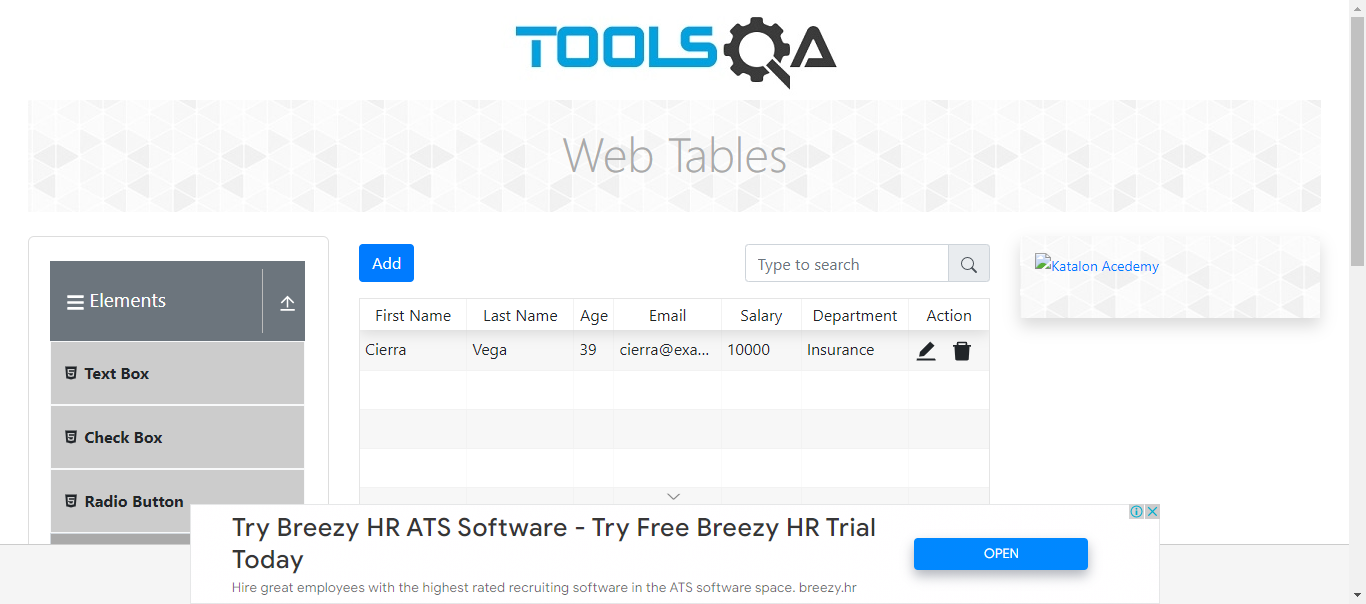 TOOLSQA
Web Tables
Elements
Text Box
Check Box
Radio Button
Add
Type to search
First Name Last Name Age Email Salary Department Action
Cierra Vega 39 cierra@exa... 10000 Insurance
Katalon Acedemy
Try Breezy HR ATS Software - Try Free Breezy HR Trial
Today
Hire great employees with the highest rated recruiting software in the ATS software space. breezy.hr
OPEN